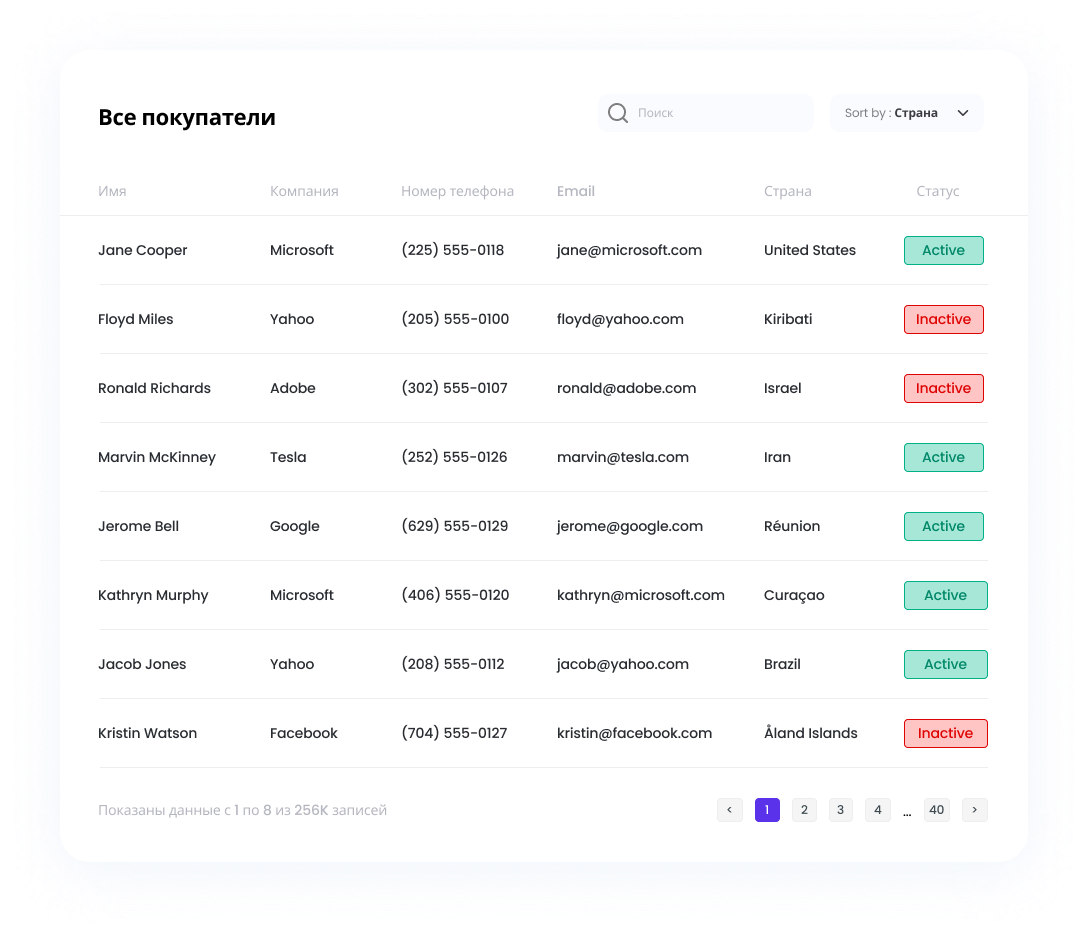 Все покупатели
Поиск
Sort by : Страна
Имя Компания Номер телефона Email Страна Статус
Jane Cooper Microsoft (225) 555-0118 jane@microsoft.com United States Active
Floyd Miles Yahoo (205) 555-0100 floyd@yahoo.com Kiribati Inactive
Ronald Richards Adobe (302) 555-0107 ronald@adobe.com Israel Inactive
Marvin McKinney Tesla (252) 555-0126 marvin@tesla.com Iran Active
Jerome Bell Google (629) 555-0129 jerome@google.com Réunion Active
Kathryn Murphy Microsoft (406) 555-0120 kathryn@microsoft.com Curaçao Active
Jacob Jones Yahoo (208) 555-0112 jacob@yahoo.com Brazil Active
Kristin Watson Facebook (704) 555-0127 kristin@facebook.com Åland Islands Inactive
Показаны данные с 1 по 8 из 256K записей < 1 2 3 4 ... 40 >